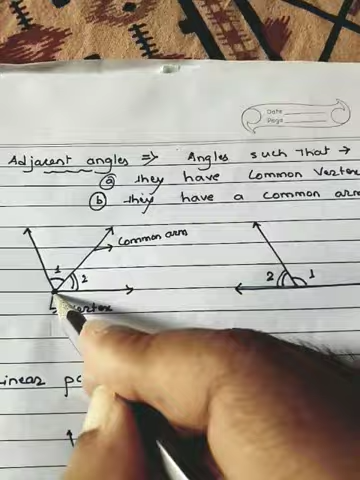 Date
Page
Adjacent angles => Angles such that →
(a) They have Common Vertex
(b) They have a common arm
Common arm
1
2
2
1
Vertex
Linear